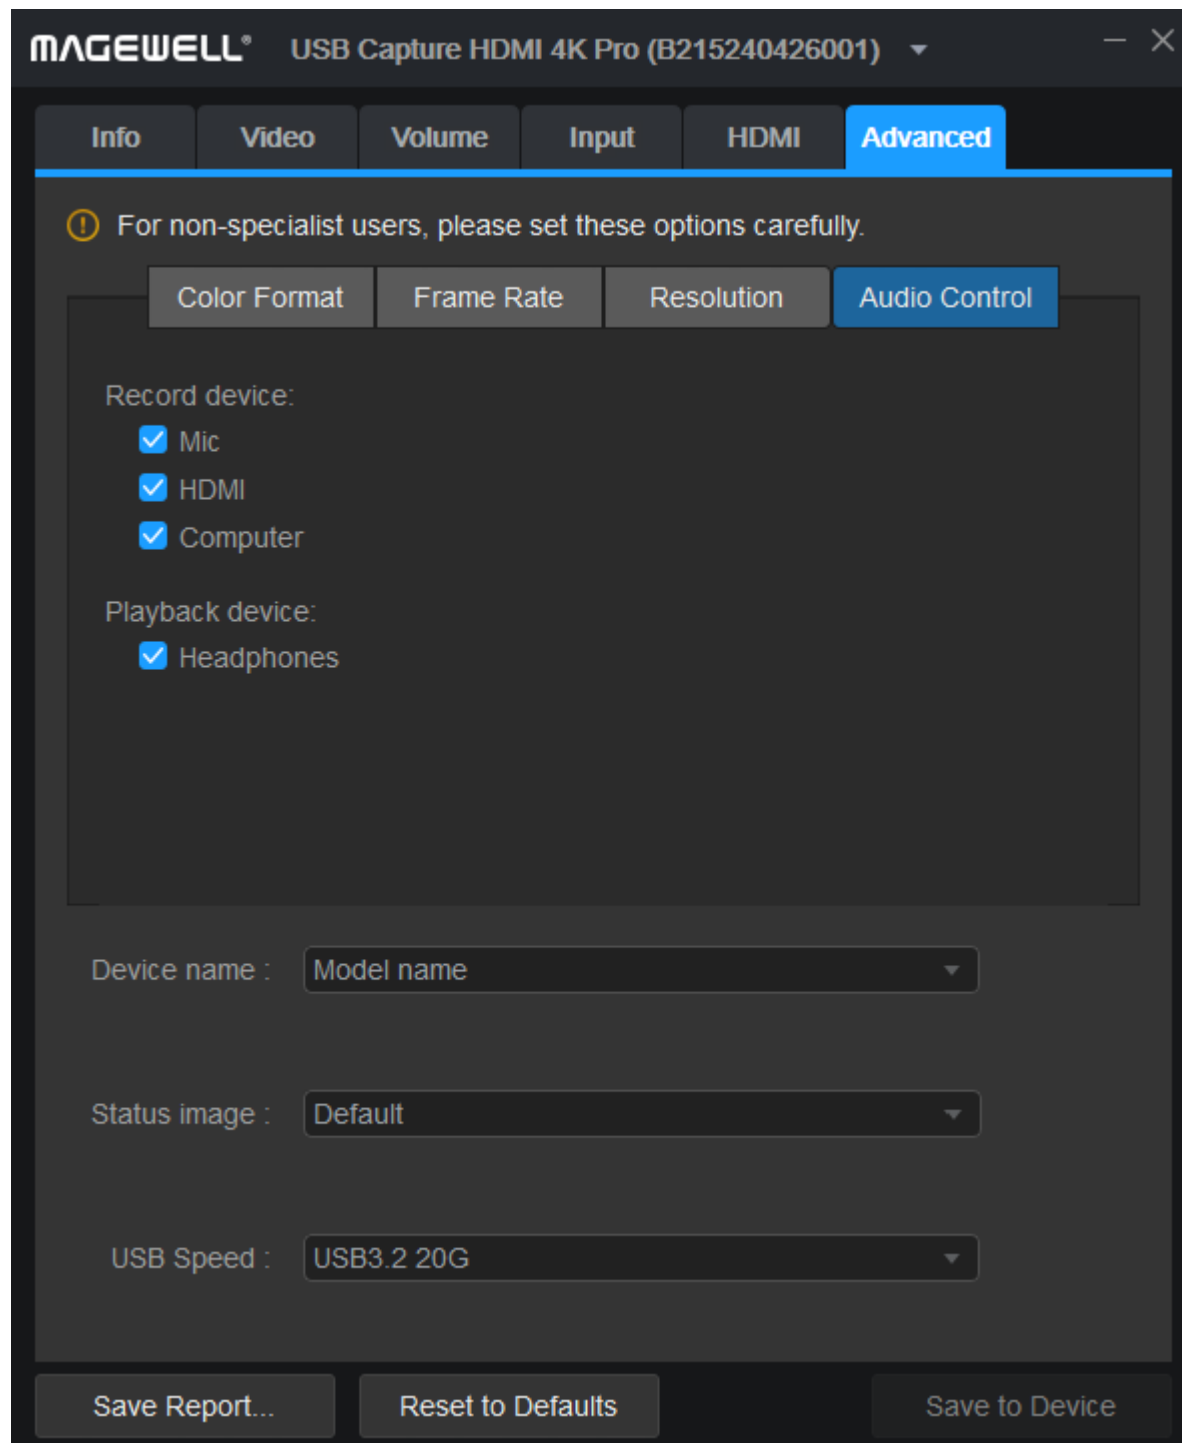 MAGEWELL® USB Capture HDMI 4K Pro (B215240426001)
Info Video Volume Input HDMI Advanced
For non-specialist users, please set these options carefully.
Color Format Frame Rate Resolution Audio Control
Record device:
Mic
HDMI
Computer
Playback device:
Headphones
Device name : Model name
Status image : Default
USB Speed : USB3.2 20G
Save Report... Reset to Defaults Save to Device